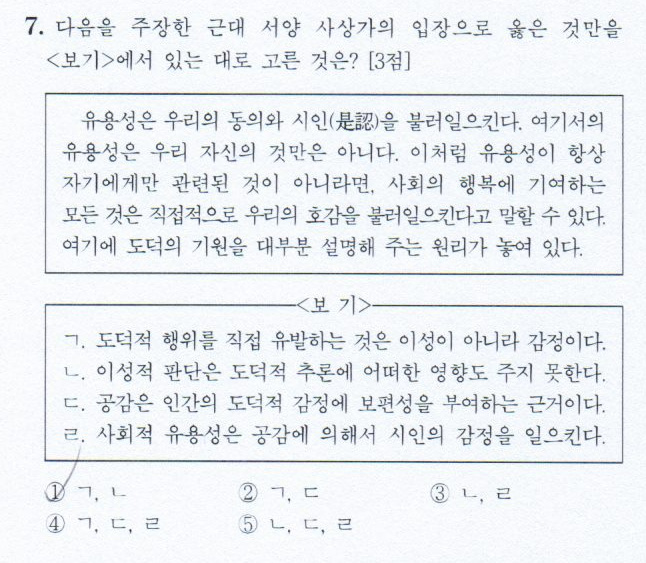 7. 다음을 주장한 근대 서양 사상가의 입장으로 옳은 것만을
<보기>에서 있는 대로 고른 것은? [3점]
유용성은 우리의 동의와 시인(是認)을 불러일으킨다. 여기서의
유용성은 우리 자신의 것만은 아니다. 이처럼 유용성이 항상
자기에게만 관련된 것이 아니라면, 사회의 행복에 기여하는
모든 것은 직접적으로 우리의 호감을 불러일으킨다고 말할 수 있다.
여기에 도덕의 기원을 대부분 설명해 주는 원리가 놓여 있다.
<보 기>
ㄱ. 도덕적 행위를 직접 유발하는 것은 이성이 아니라 감정이다.
ㄴ. 이성적 판단은 도덕적 추론에 어떠한 영향도 주지 못한다.
ㄷ. 공감은 인간의 도덕적 감정에 보편성을 부여하는 근거이다.
ㄹ. 사회적 유용성은 공감에 의해서 시인의 감정을 일으킨다.
① ㄱ, ㄴ ② ㄱ, ㄷ ③ ㄴ, ㄹ
④ ㄱ, ㄷ, ㄹ ⑤ ㄴ, ㄷ, ㄹ